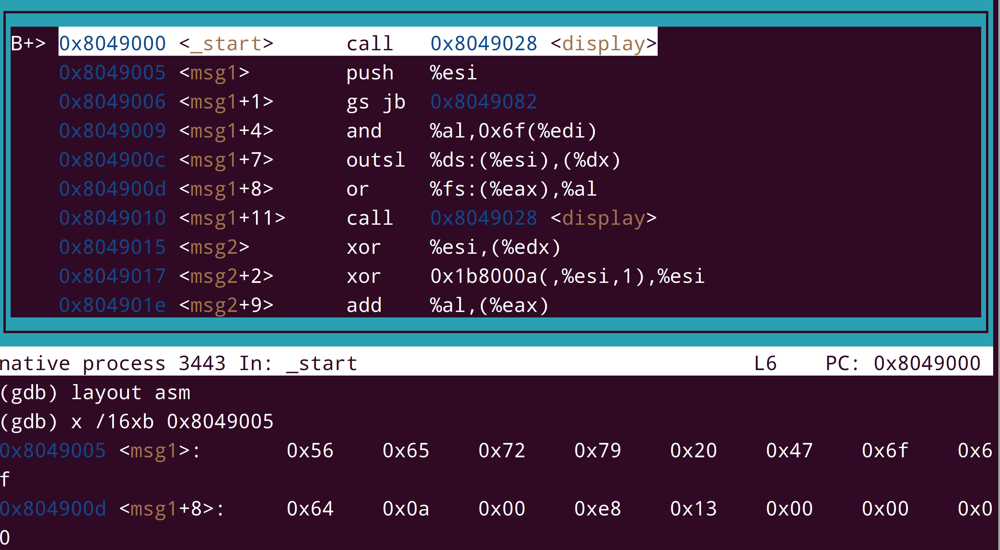 B+> 0x8049000 <_start> call 0x8049028 <display>
0x8049005 <msg1> push %esi
0x8049006 <msg1+1> gs jb 0x8049082
0x8049009 <msg1+4> and %al,0x6f(%edi)
0x804900c <msg1+7> outsl %ds:(%esi),(%dx)
0x804900d <msg1+8> or %fs:(%eax),%al
0x8049010 <msg1+11> call 0x8049028 <display>
0x8049015 <msg2> xor %esi,(%edx)
0x8049017 <msg2+2> xor 0x1b8000a(,%esi,1),%esi
0x804901e <msg2+9> add %al,(%eax)
native process 3443 In: _start L6 PC: 0x8049000
(gdb) layout asm
(gdb) x /16xb 0x8049005
0x8049005 <msg1>: 0x56 0x65 0x72 0x79 0x20 0x47 0x6f 0x6
f
0x804900d <msg1+8>: 0x64 0x0a 0x00 0xe8 0x13 0x00 0x00 0x0
0